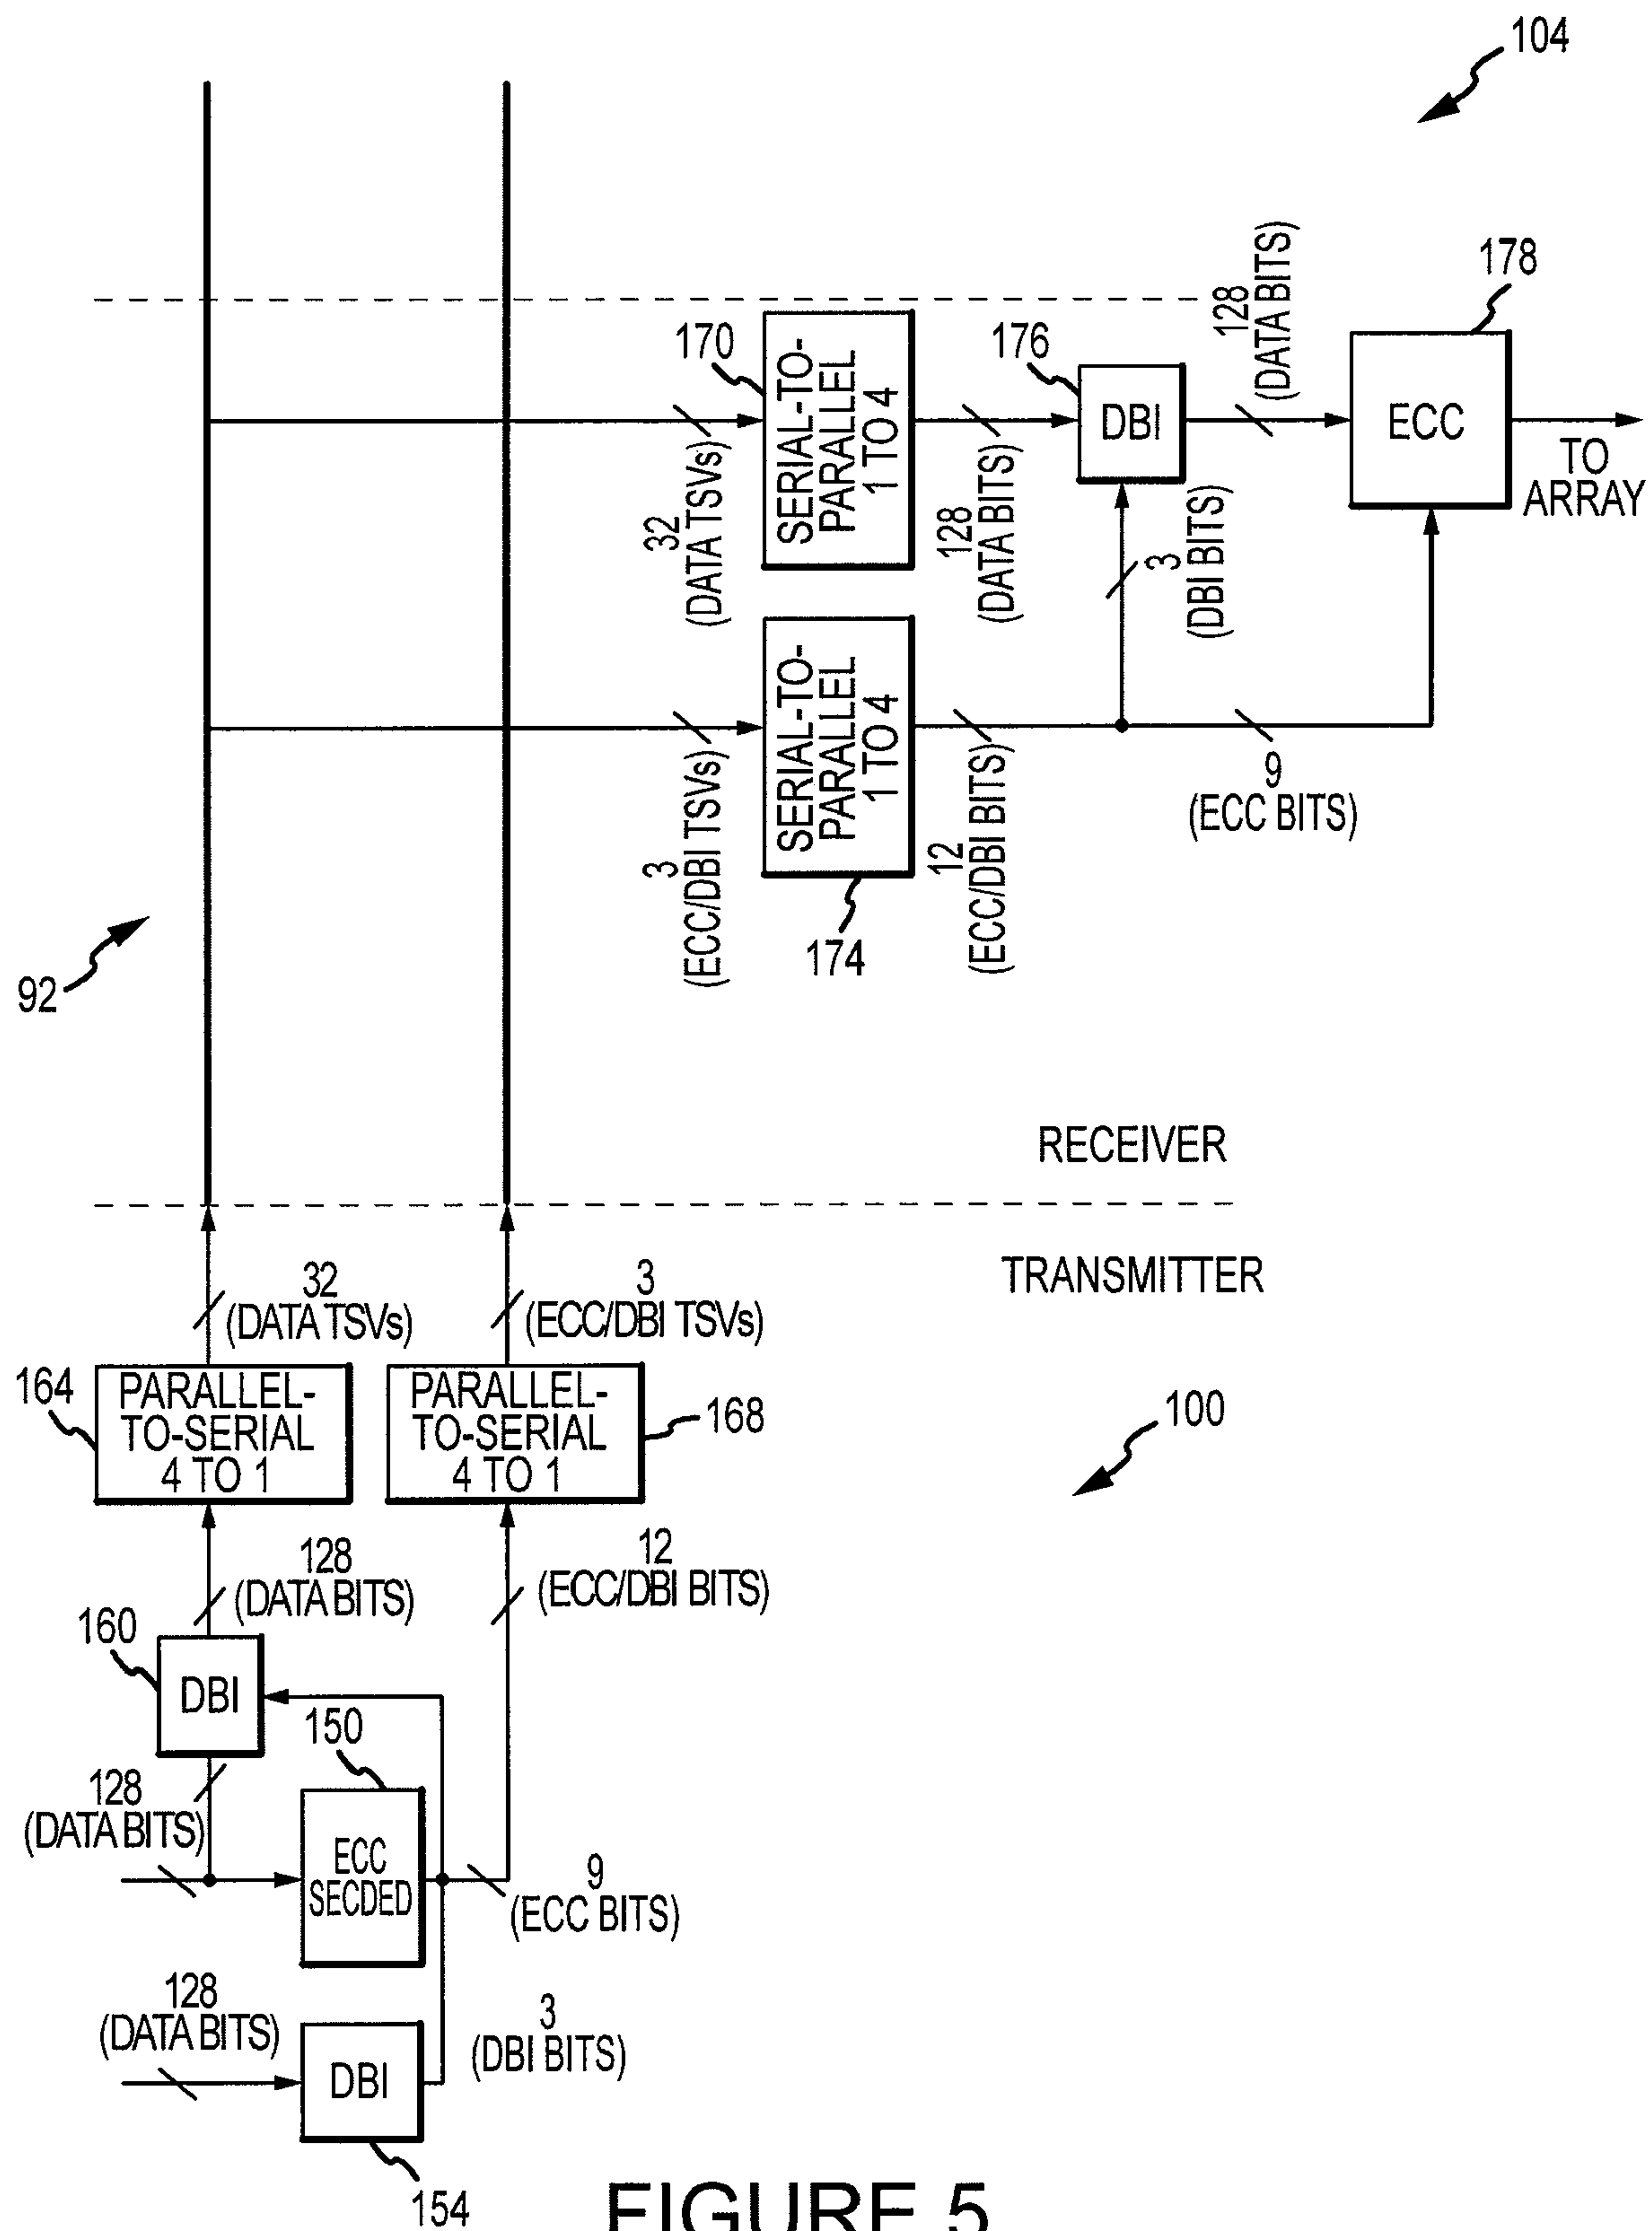 104
178
128
(DATA BITS)
170
SERIAL-TO-
PARALLEL
1 TO 4
176
DBI
ECC
TO
ARRAY
32
(DATA TSVs)
128
(DATA BITS)
3
(DBI BITS)
SERIAL-TO-
PARALLEL
1 TO 4
3
(ECC/DBI TSVs)
12
(ECC/DBI BITS)
9
(ECC BITS)
174
92
RECEIVER
TRANSMITTER
32
(DATA TSVs)
3
(ECC/DBI TSVs)
164
PARALLEL-
TO-SERIAL
4 TO 1
PARALLEL-
TO-SERIAL
4 TO 1
168
100
128
(DATA BITS)
12
(ECC/DBI BITS)
160
DBI
150
128
(DATA BITS)
ECC
SECDED
9
(ECC BITS)
128
(DATA BITS)
3
(DBI BITS)
DBI
154
FIGURE 5